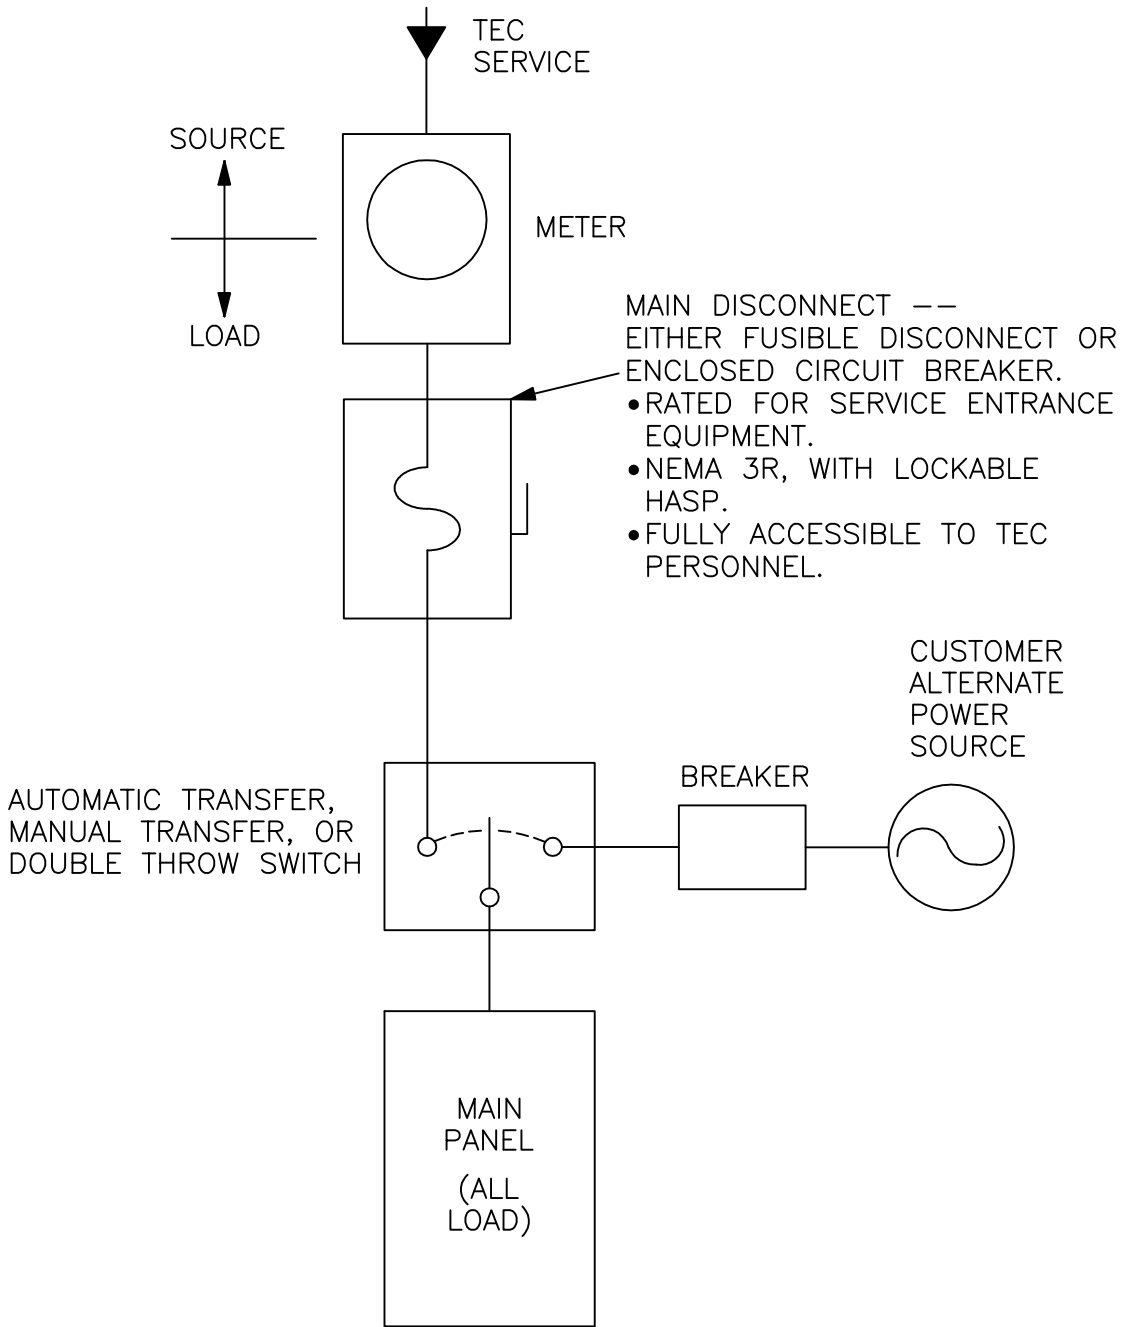 TEC
SERVICE
SOURCE
METER
LOAD
MAIN DISCONNECT --
EITHER FUSIBLE DISCONNECT OR
ENCLOSED CIRCUIT BREAKER.
•RATED FOR SERVICE ENTRANCE
EQUIPMENT.
•NEMA 3R, WITH LOCKABLE
HASP.
•FULLY ACCESSIBLE TO TEC
PERSONNEL.
CUSTOMER
ALTERNATE
POWER
SOURCE
BREAKER
AUTOMATIC TRANSFER,
MANUAL TRANSFER, OR
DOUBLE THROW SWITCH
MAIN
PANEL
(ALL
LOAD)